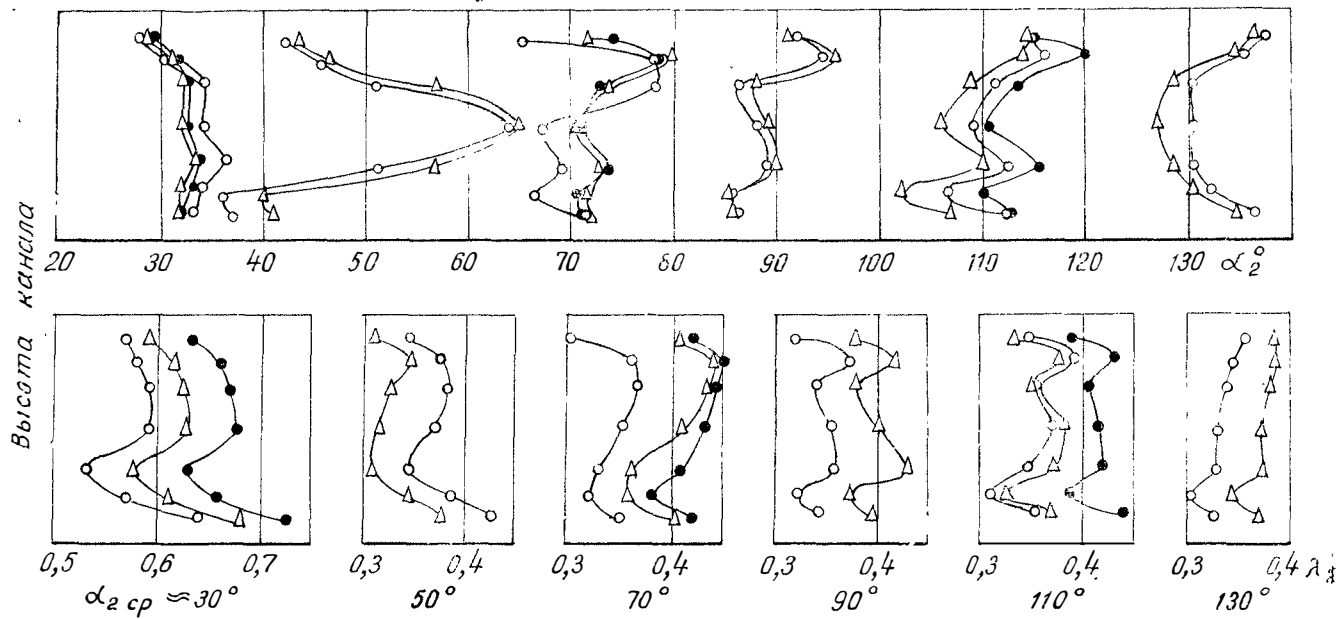 Высота канала
20 30 40 50 60 70 80 90 100 110 120 130 α₂°
0,5 0,6 0,7 0,3 0,4 0,3 0,4 0,3 0,4 0,3 0,4 0,3 0,4
α₂ ср ≈ 30° 50° 70° 90° 110° 130°